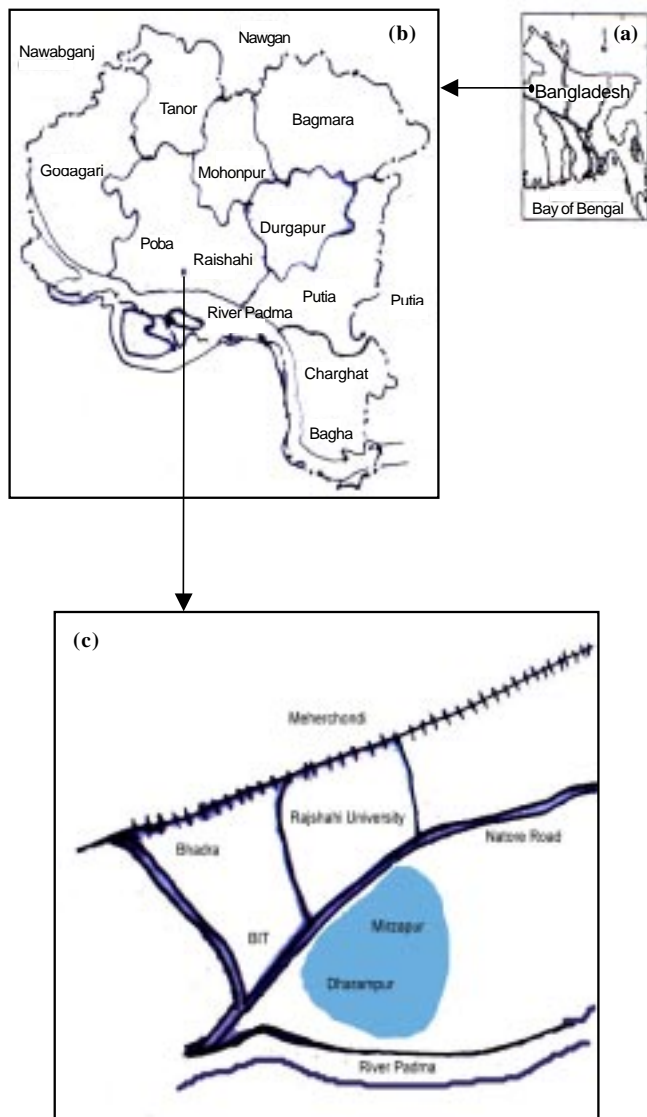 (b)
Nawgan
Nawabganj
Tanor
Bagmara
Godagari
Mohonpur
Durgapur
Poba
Raishahi
Putia
Putia
River Padma
Charghat
Bagha
(a)
Bangladesh
Bay of Bengal
(c)
Meherchondi
Rajshahi University
Natore Road
Bhadra
Mirzapur
BIT
Dharampur
River Padma